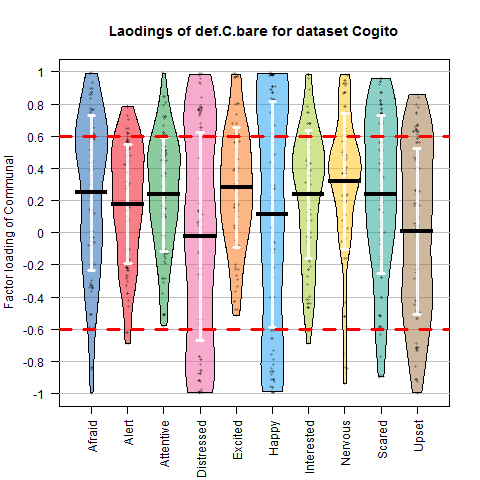 Laodings of def.C.bare for dataset Cogito
Factor loading of Communal
1
0.8
0.6
0.4
0.2
0
-0.2
-0.4
-0.6
-0.8
-1
Afraid
Alert
Attentive
Distressed
Excited
Happy
Interested
Nervous
Scared
Upset